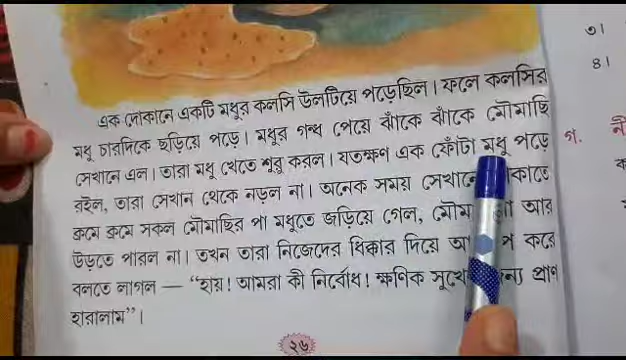 এক দোকানে একটি মধুর কলসি উলটিয়ে পড়েছিল। ফলে কলসির
মধু চারদিকে ছড়িয়ে পড়ে। মধুর গন্ধ পেয়ে ঝাঁকে ঝাঁকে মৌমাছি
সেখানে এল। তারা মধু খেতে শুরু করল। যতক্ষণ এক ফোঁটা মধু পড়ে
রইল, তারা সেখান থেকে নড়ল না। অনেক সময় সেখানে
ক্রমে ক্রমে সকল মৌমাছির পা মধুতে জড়িয়ে গেল, আর
উড়তে পারল না। তখন তারা নিজেদের ধিক্কার দিয়ে করে
বলতে লাগল — “হায়! আমরা কী নির্বোধ! ক্ষণিক প্রাণ
হারালাম”।
২৬
৩।
৪।
গ.